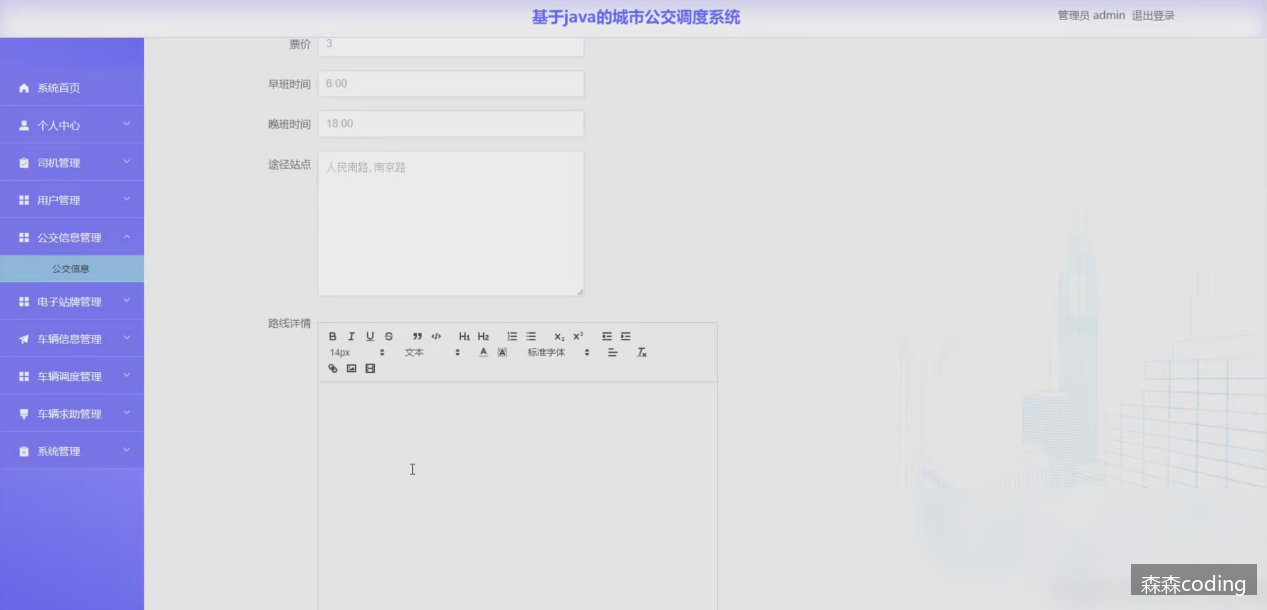 基于java的城市公交调度系统
管理员 admin 退出登录
系统首页
个人中心
司机管理
用户管理
公交信息管理
公交信息
电子站牌管理
车辆信息管理
车辆调度管理
车辆求助管理
系统管理
票价 3
早班时间 6:00
晚班时间 18:00
途径站点 人民南路,南京路
路线详情
B I U S ” </> H1 H2 x₂ x²
14px 文本 A A 标准字体 Tx
森森coding